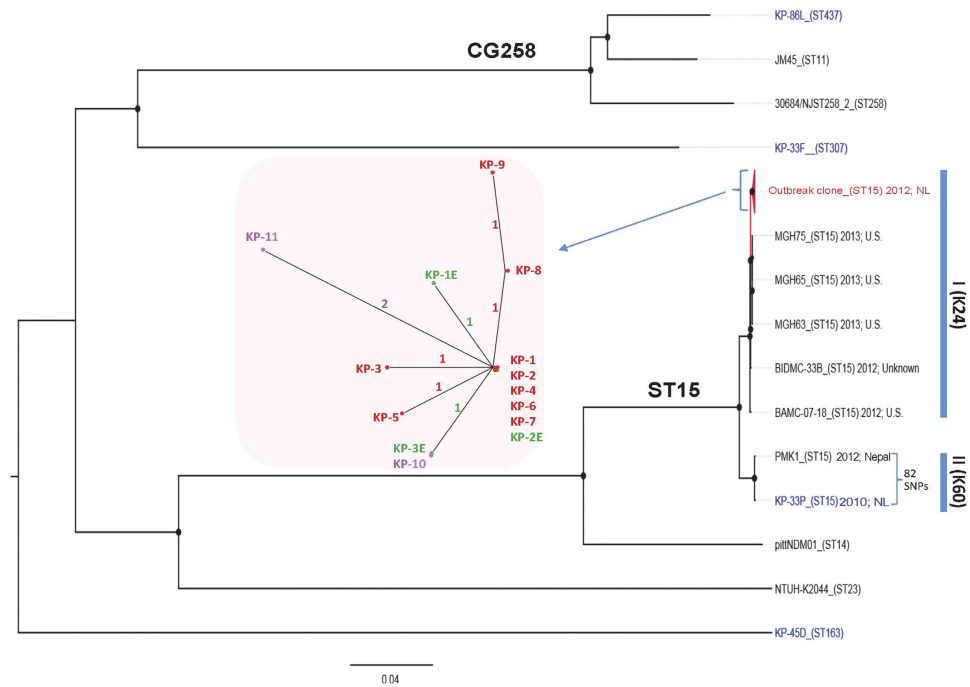 KP-86L_(ST437)
CG258
JM45_(ST11)
30684/NJST258_2_(ST258)
KP-33F__(ST307)
KP-9
Outbreak clone_(ST15) 2012; NL
1
KP-11
MGH75_(ST15) 2013; U.S.
KP-8
KP-1E
MGH65_(ST15) 2013; U.S.
2
1
1
MGH63_(ST15) 2013; U.S.
I (K24)
KP-3
1
KP-1
KP-2
KP-4
KP-6
KP-7
KP-2E
BIDMC-33B_(ST15) 2012; Unknown
1
KP-5
1
ST15
BAMC-07-18_(ST15) 2012; U.S.
KP-3E
KP-10
PMK1_(ST15) 2012; Nepal
82
SNPs
II (K60)
KP-33P_(ST15) 2010; NL
pittNDM01_(ST14)
NTUH-K2044_(ST23)
KP-45D_(ST163)
0.04